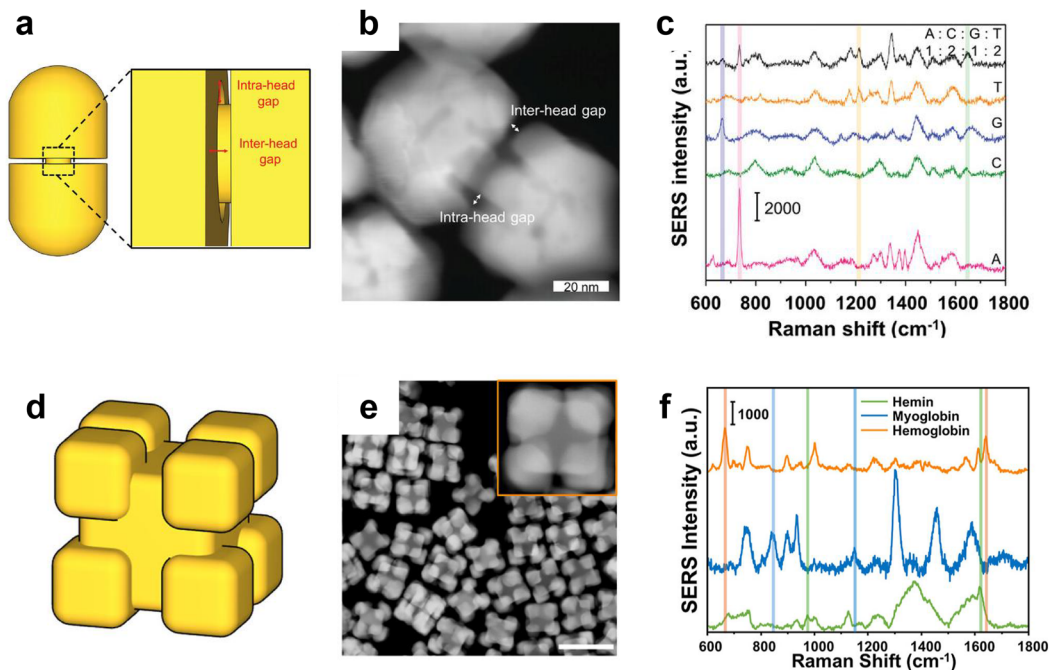 a
Intra-head
gap
Inter-head
gap
b
Inter-head gap
Intra-head gap
20 nm
c
SERS intensity (a.u.)
A : C : G : T
1 : 2 : 1 : 2
T
G
C
2000
A
600 800 1000 1200 1400 1600 1800
Raman shift (cm⁻¹)
d
e
f
SERS Intensity (a.u.)
1000
Hemin
Myoglobin
Hemoglobin
600 800 1000 1200 1400 1600 1800
Raman Shift (cm⁻¹)